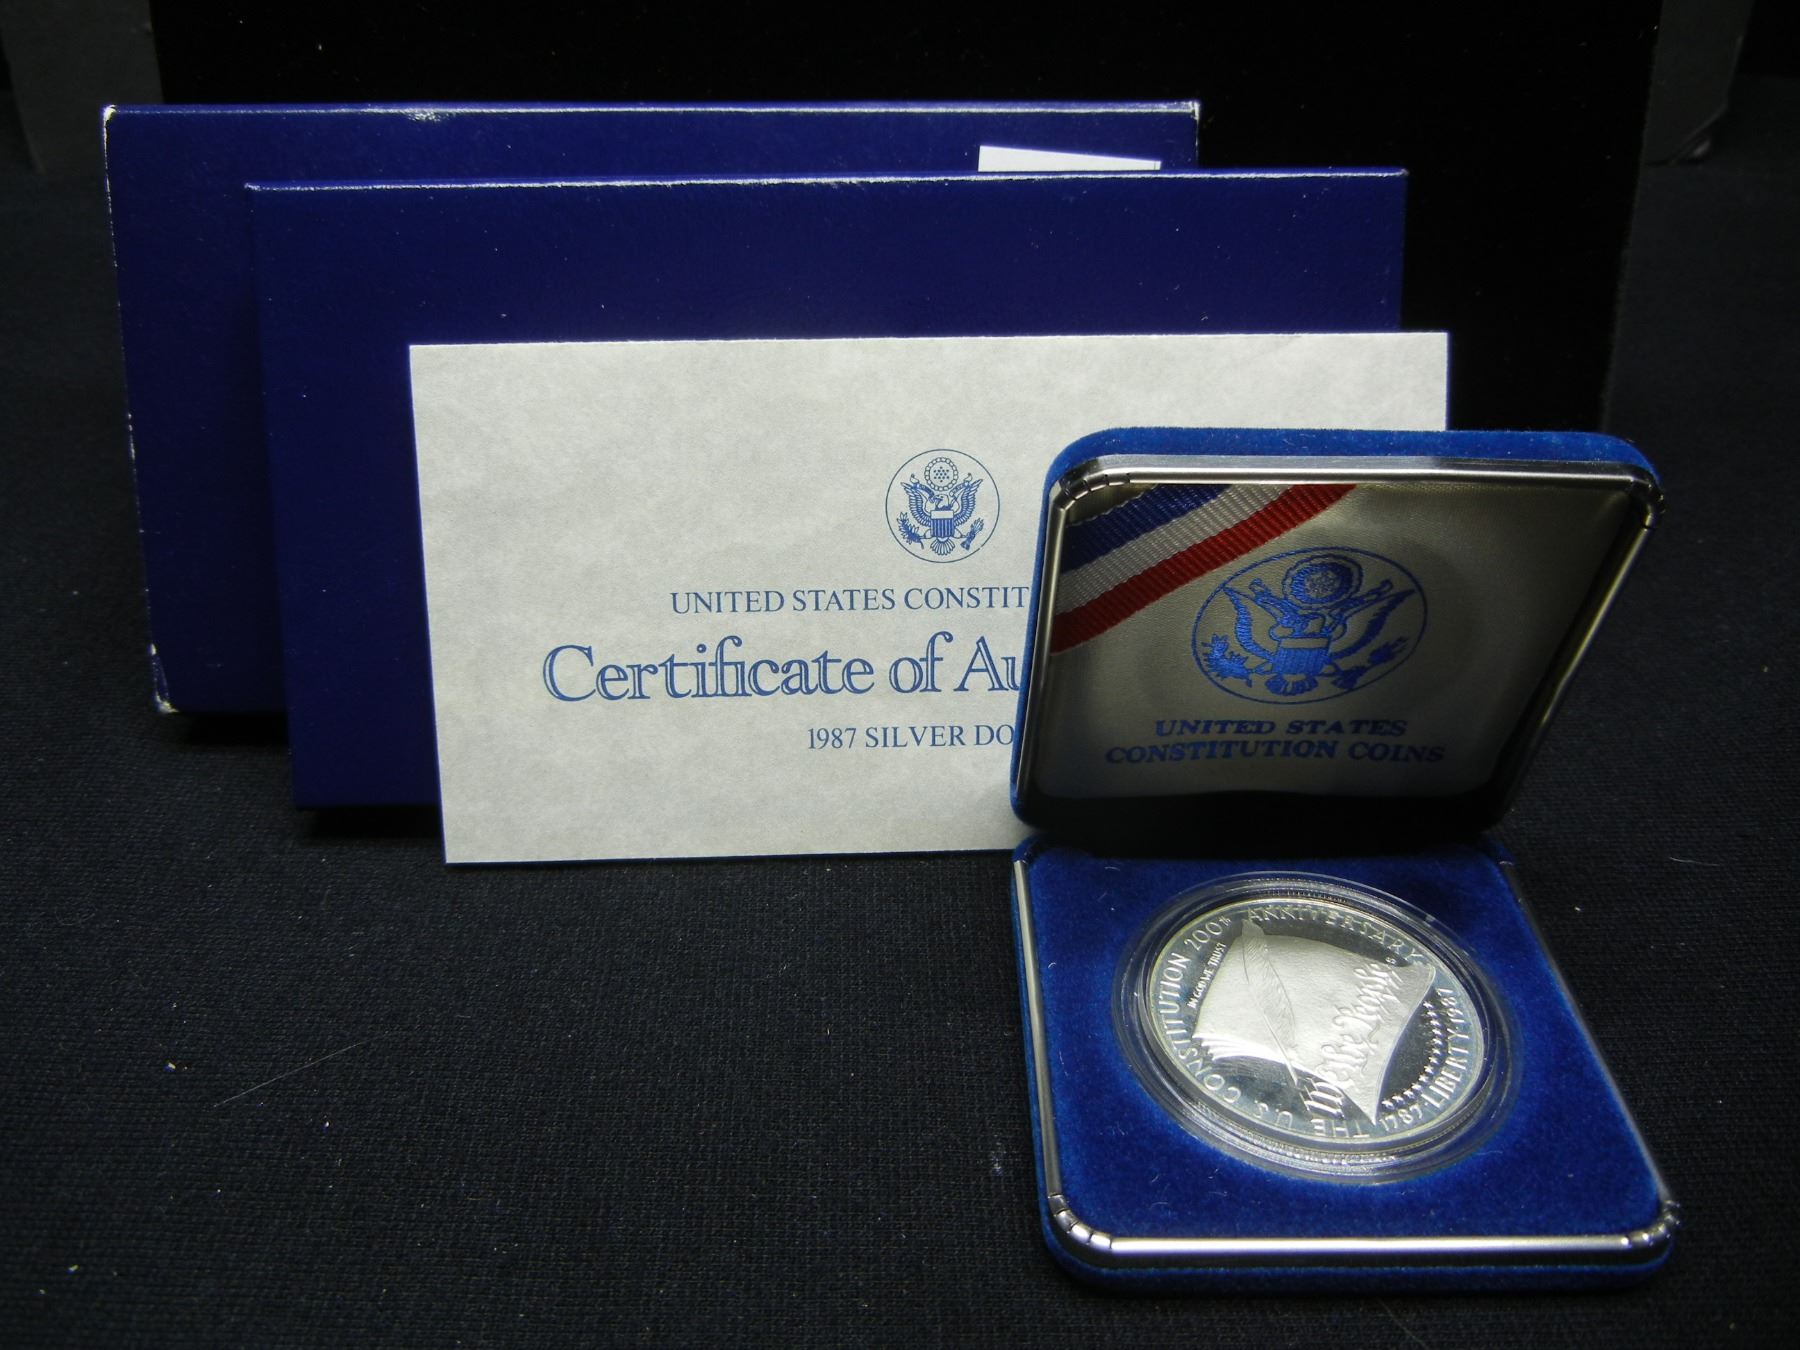 UNITED STATES CONSTIT
Certificate of Au
1987 SILVER DO
UNITED STATES
CONSTITUTION COINS
THE US CONSTITUTION 200th ANNIVERSARY
IN GOD WE TRUST
S
We the People
1787·LIBERTY·1987